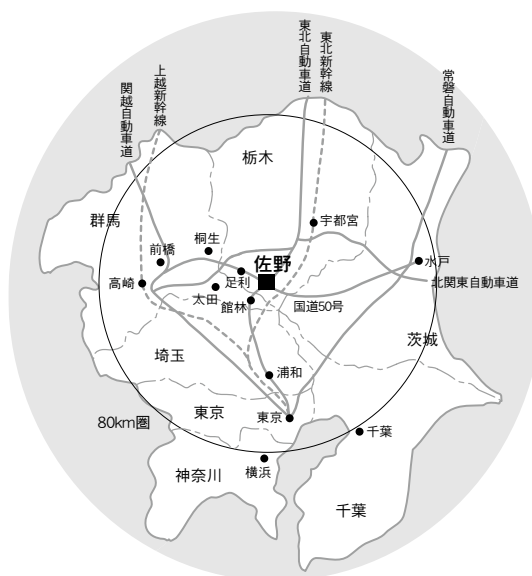 関越自動車道
上越新幹線
東北自動車道
東北新幹線
常磐自動車道
栃木
群馬
宇都宮
桐生
前橋
佐野
水戸
足利
高崎
北関東自動車道
太田
館林
国道50号
茨城
埼玉
浦和
東京
東京
80km圏
千葉
横浜
神奈川
千葉